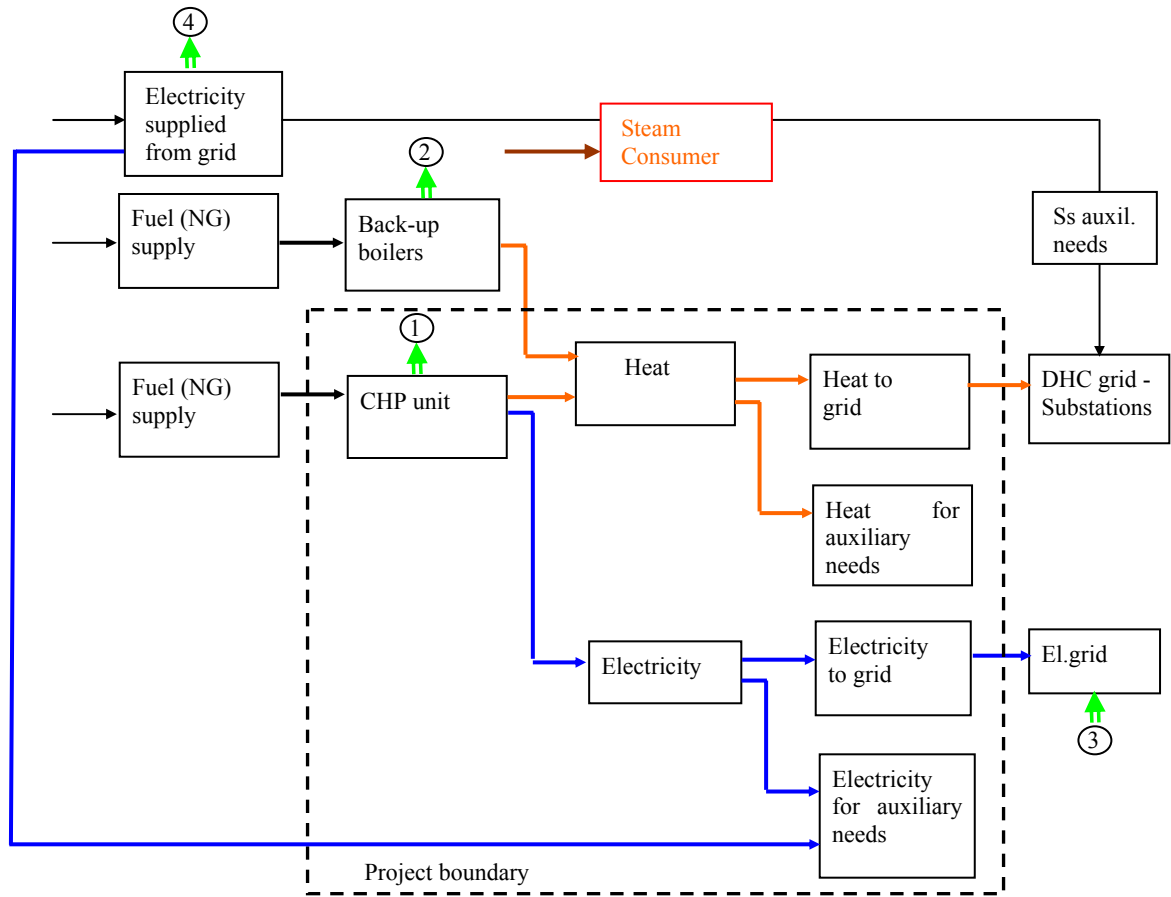 4
Electricity
supplied
from grid
Steam
Consumer
2
Fuel (NG)
supply
Back-up
boilers
Ss auxil.
needs
1
Fuel (NG)
supply
CHP unit
Heat
Heat to
grid
DHC grid -
Substations
Heat for
auxiliary
needs
Electricity
Electricity
to grid
El.grid
3
Electricity
for auxiliary
needs
Project boundary